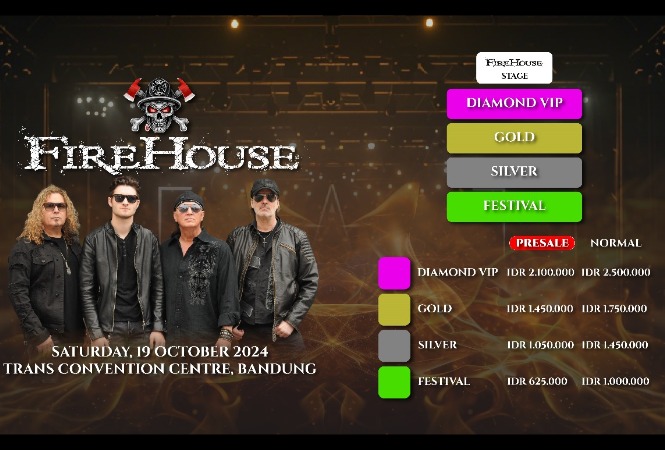 FIREHOUSE
SATURDAY, 19 OCTOBER 2024
TRANS CONVENTION CENTRE, BANDUNG
FIREHOUSE
STAGE
DIAMOND VIP
GOLD
SILVER
FESTIVAL
PRESALE NORMAL
DIAMOND VIP IDR 2.100.000 IDR 2.500.000
GOLD IDR 1.450.000 IDR 1.750.000
SILVER IDR 1.050.000 IDR 1.450.000
FESTIVAL IDR 625.000 IDR 1.000.000